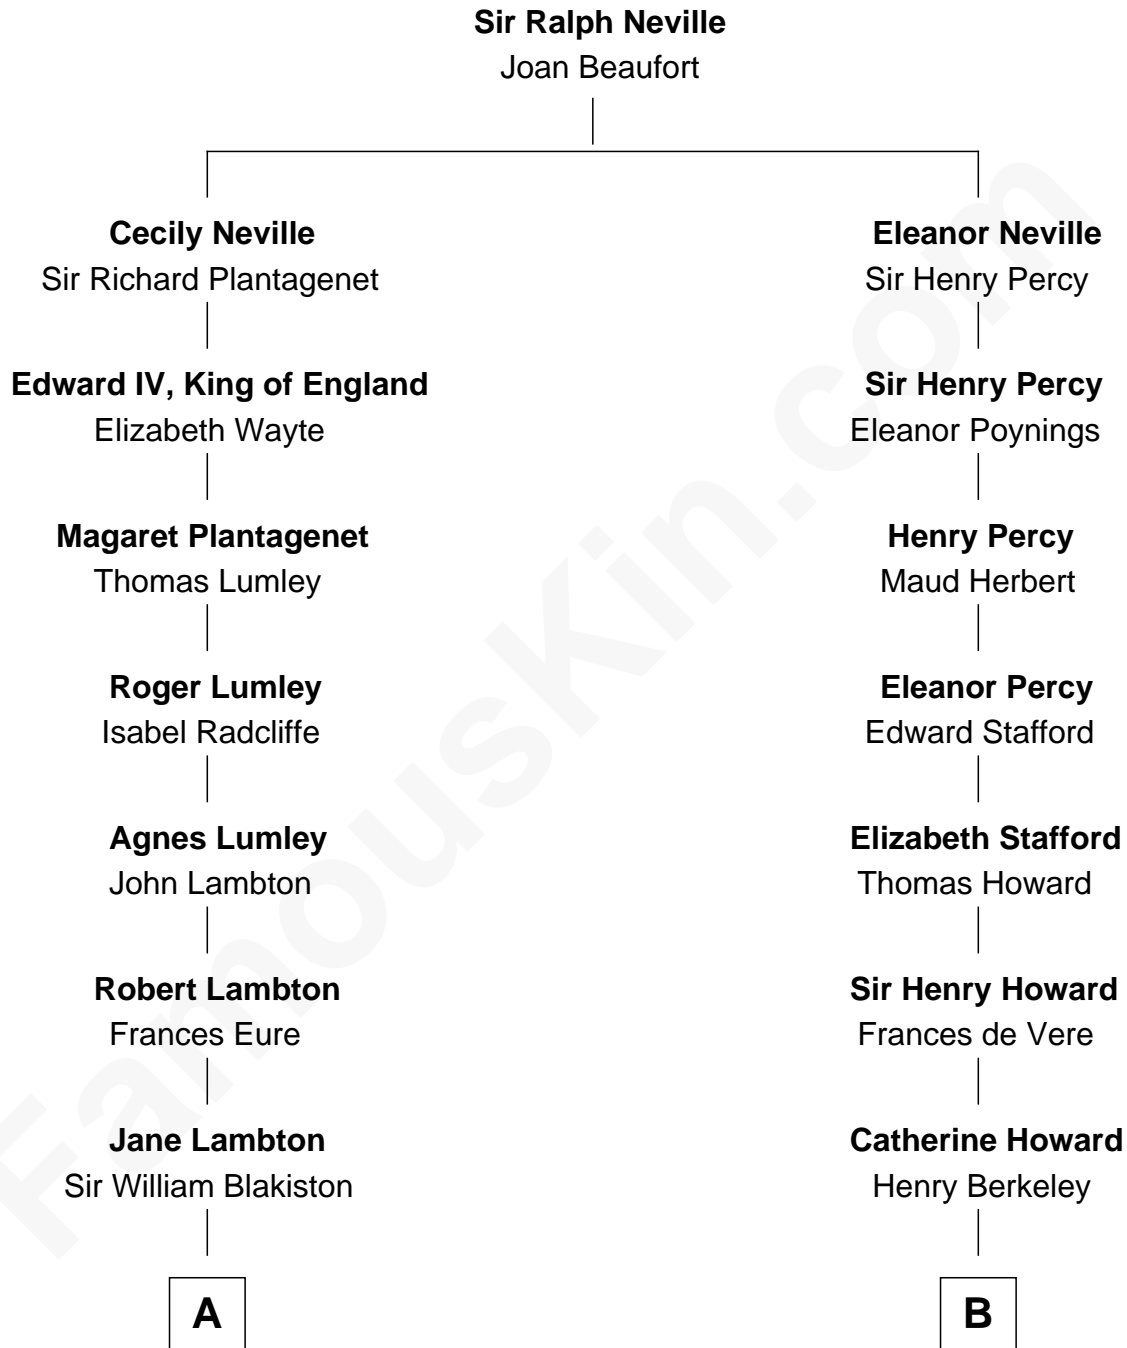 Sir Ralph Neville
Joan Beaufort
Cecily Neville
Sir Richard Plantagenet
Eleanor Neville
Sir Henry Percy
Edward IV, King of England
Elizabeth Wayte
Sir Henry Percy
Eleanor Poynings
Magaret Plantagenet
Thomas Lumley
Henry Percy
Maud Herbert
Roger Lumley
Isabel Radcliffe
Eleanor Percy
Edward Stafford
Agnes Lumley
John Lambton
Elizabeth Stafford
Thomas Howard
Robert Lambton
Frances Eure
Sir Henry Howard
Frances de Vere
Jane Lambton
Sir William Blakiston
Catherine Howard
Henry Berkeley
A
B
FamousKin.com